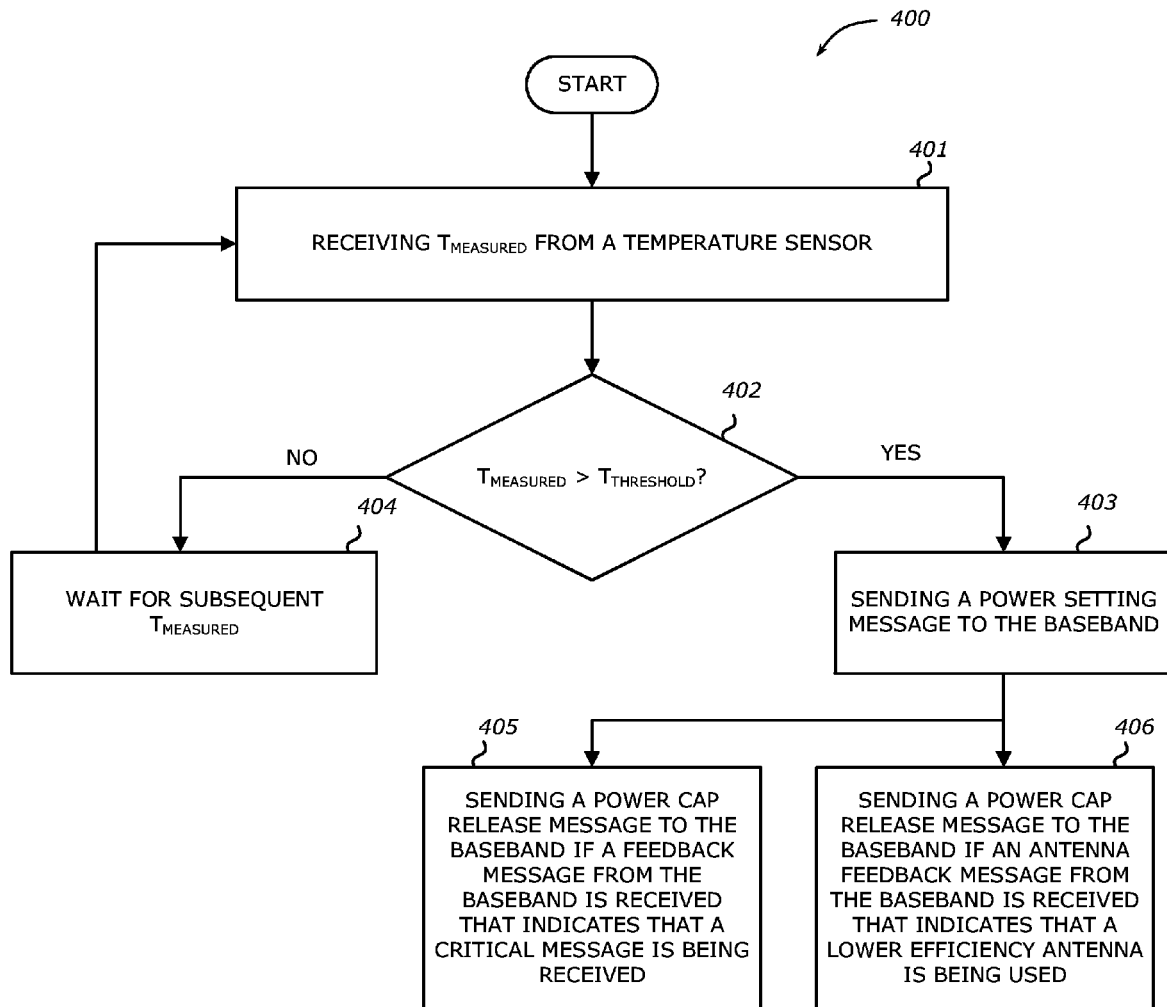 400
START
401
RECEIVING TMEASURED FROM A TEMPERATURE SENSOR
402
NO
TMEASURED > TTHRESHOLD?
YES
404
403
WAIT FOR SUBSEQUENT
TMEASURED
SENDING A POWER SETTING
MESSAGE TO THE BASEBAND
405
SENDING A POWER CAP
RELEASE MESSAGE TO THE
BASEBAND IF A FEEDBACK
MESSAGE FROM THE
BASEBAND IS RECEIVED
THAT INDICATES THAT A
CRITICAL MESSAGE IS BEING
RECEIVED
406
SENDING A POWER CAP
RELEASE MESSAGE TO THE
BASEBAND IF AN ANTENNA
FEEDBACK MESSAGE FROM
THE BASEBAND IS RECEIVED
THAT INDICATES THAT A
LOWER EFFICIENCY ANTENNA
IS BEING USED